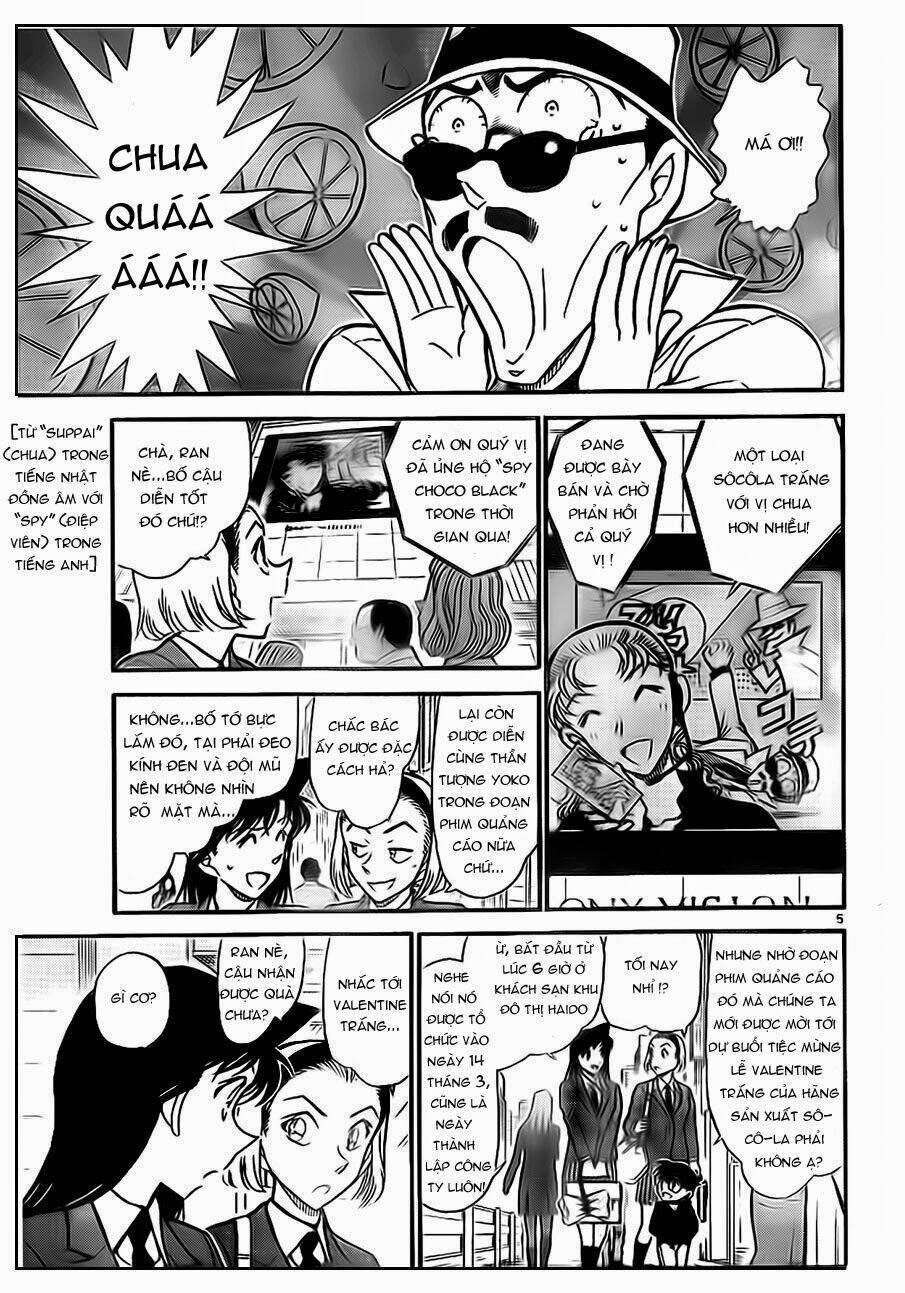 MÁ ƠI!!
CHUA
QUÁÁ
ÁÁÁ!!
[TỪ "SUPPAI"
(CHUA) TRONG
TIẾNG NHẬT
ĐỒNG ÂM VỚI
"SPY" (ĐIỆP
VIÊN) TRONG
TIẾNG ANH]
MỘT LOẠI
SÔCÔLA TRẮNG
VỚI VỊ CHUA
HƠN NHIỀU!
ĐANG
ĐƯỢC BÀY
BÁN VÀ CHỜ
PHẢN HỒI
CẢ QUÝ
VỊ !
CẢM ƠN QUÝ VỊ
ĐÃ ỦNG HỘ "SPY
CHOCO BLACK"
TRONG THỜI
GIAN QUA!
CHÀ, RAN
NÈ...BỐ CẬU
DIỄN TỐT
ĐÓ CHỨ!?
LẠI CÒN
ĐƯỢC DIỄN
CÙNG THẦN
TƯỢNG YOKO
TRONG ĐOẠN
PHIM QUẢNG
CÁO NỮA
CHỨ...
CHẮC BÁC
ẤY ĐƯỢC ĐẶC
CÁCH HẢ?
KHÔNG...BỐ TỚ BỰC
LẮM ĐÓ, TẠI PHẢI ĐEO
KÍNH ĐEN VÀ ĐỘI MŨ
NÊN KHÔNG NHÌN
RÕ MẶT MÀ...
5
NHƯNG NHỜ ĐOẠN
PHIM QUẢNG CÁO
ĐÓ MÀ CHÚNG TA
MỚI ĐƯỢC MỜI TỚI
DỰ BUỔI TIỆC MỪNG
LỄ VALENTINE
TRẮNG CỦA HÃNG
SẢN XUẤT SÔ-
CÔ-LA PHẢI
KHÔNG Ạ?
TỐI NAY
NHỈ !?
Ừ, BẮT ĐẦU TỪ
LÚC 6 GIỜ Ở
KHÁCH SẠN KHU
ĐÔ THỊ HAIDO
NGHE
NÓI NÓ
ĐƯỢC TỔ
CHỨC VÀO
NGÀY 14
THÁNG 3,
CŨNG LÀ
NGÀY
THÀNH
LẬP CÔNG
TY LUÔN!
NHẮC TỚI
VALENTINE
TRẮNG...
RAN NÈ,
CẬU NHẬN
ĐƯỢC QUÀ
CHƯA?
GÌ CƠ?